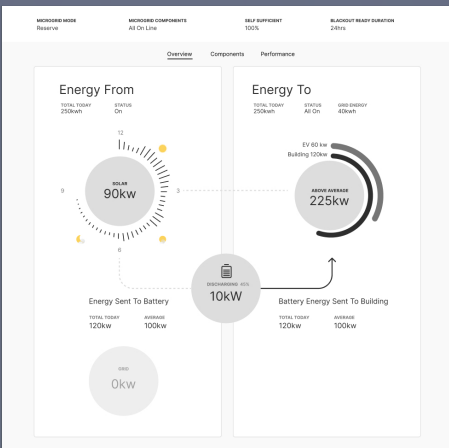 MICROGRID MODE
Reserve
MICROGRID COMPONENTS
All On Line
SELF SUFFICIENT
100%
BLACKOUT READY DURATION
24hrs
Overview
Components
Performance
Energy From
TOTAL TODAY
250kwh
STATUS
On
12
SOLAR
90kw
9
3
6
Energy To
TOTAL TODAY
250kwh
STATUS
All On
GRID ENERGY
40kwh
EV 60 kw
Building 120kw
ABOVE AVERAGE
225kw
DISCHARGING 45%
10kW
Energy Sent To Battery
TOTAL TODAY
120kw
AVERAGE
100kw
Battery Energy Sent To Building
TOTAL TODAY
120kw
AVERAGE
100kw
GRID
0kw